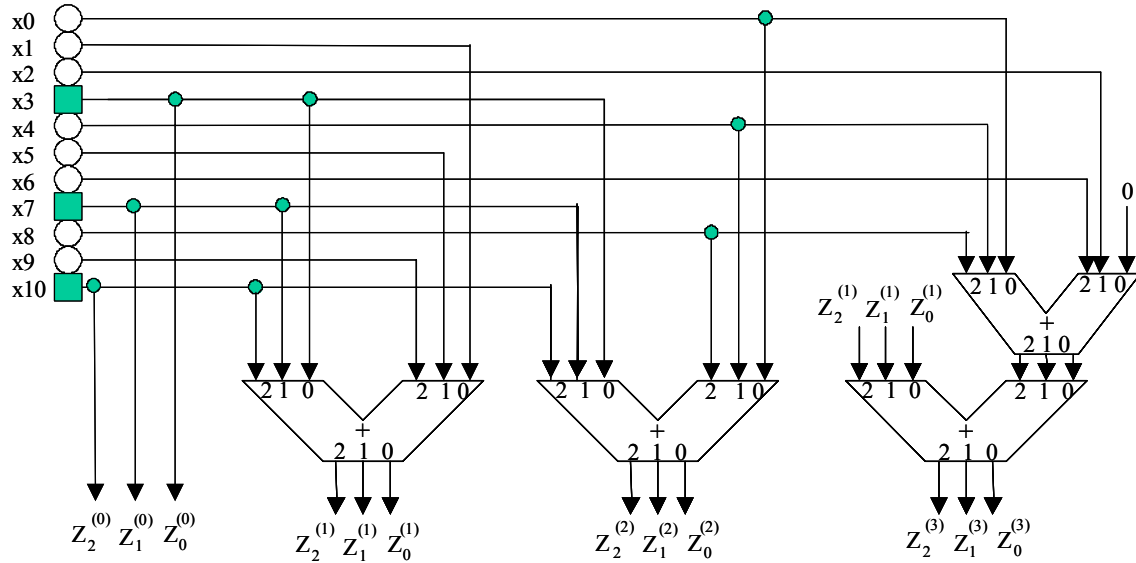 x0
x1
x2
x3
x4
x5
x6
x7
x8
x9
x10
0
2 1 0 2 1 0
+
2 1 0
Z₂⁽¹⁾ Z₁⁽¹⁾ Z₀⁽¹⁾
2 1 0 2 1 0
+
2 1 0
2 1 0 2 1 0
+
2 1 0
2 1 0 2 1 0
+
2 1 0
Z₂⁽⁰⁾ Z₁⁽⁰⁾ Z₀⁽⁰⁾
Z₂⁽¹⁾ Z₁⁽¹⁾ Z₀⁽¹⁾
Z₂⁽²⁾ Z₁⁽²⁾ Z₀⁽²⁾
Z₂⁽³⁾ Z₁⁽³⁾ Z₀⁽³⁾